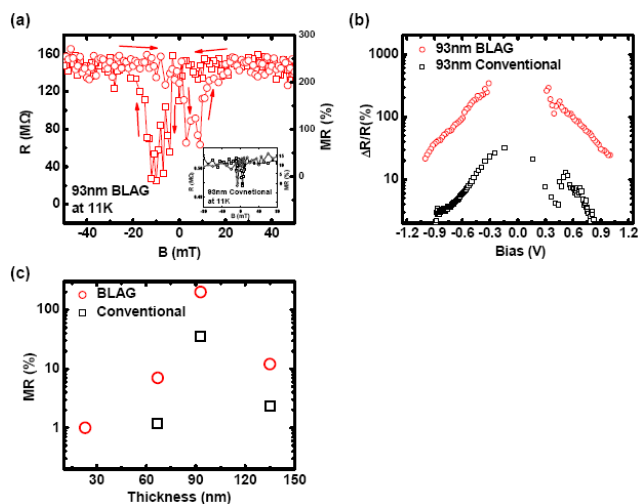 (a)
160
120
80
40
0
R (MΩ)
300
200
100
0
MR (%)
93nm BLAG
at 11K
93nm Covnetional
at 11K
R (MΩ)
MR (%)
B (mT)
-40 -20 0 20 40
B (mT)
(b)
93nm BLAG
93nm Conventional
1000
100
10
ΔR/R(%)
-1.2 -0.9 -0.6 -0.3 0.0 0.3 0.6 0.9 1.2
Bias (V)
(c)
BLAG
Conventional
100
10
1
MR (%)
30 60 90 120 150
Thickness (nm)